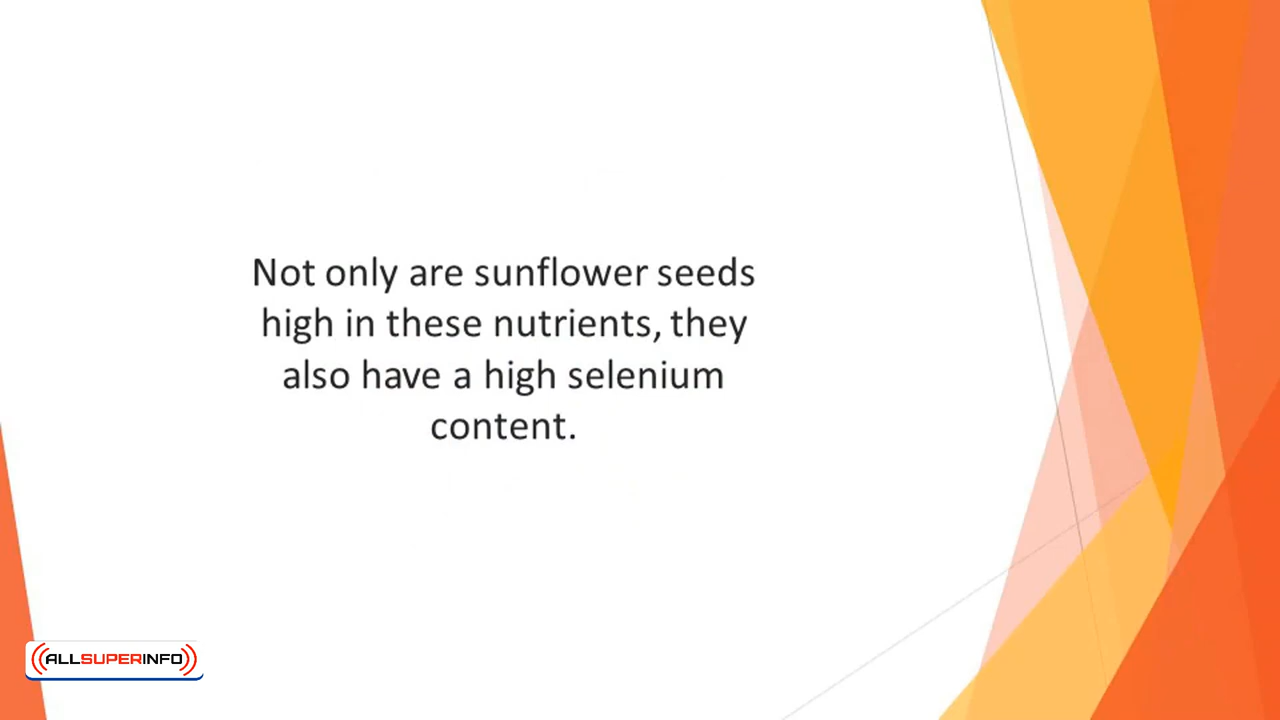 Not only are sunflower seeds
high in these nutrients, they
also have a high selenium
content.
ALLSUPERINFO